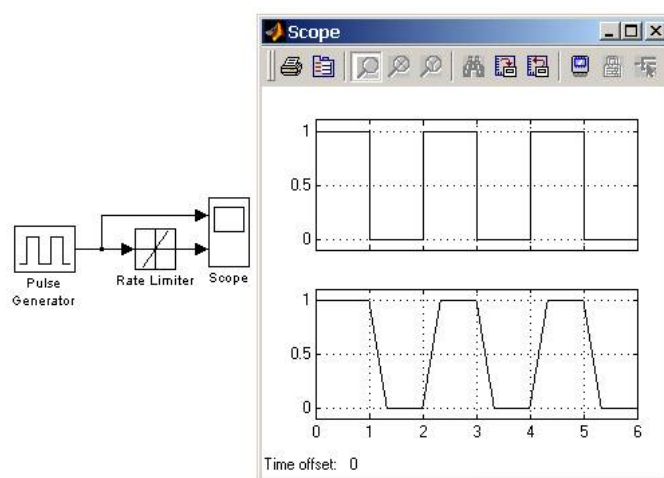 Scope
1
0.5
0
1
0.5
0
0 1 2 3 4 5 6
Time offset: 0
Pulse
Generator
Rate Limiter
Scope